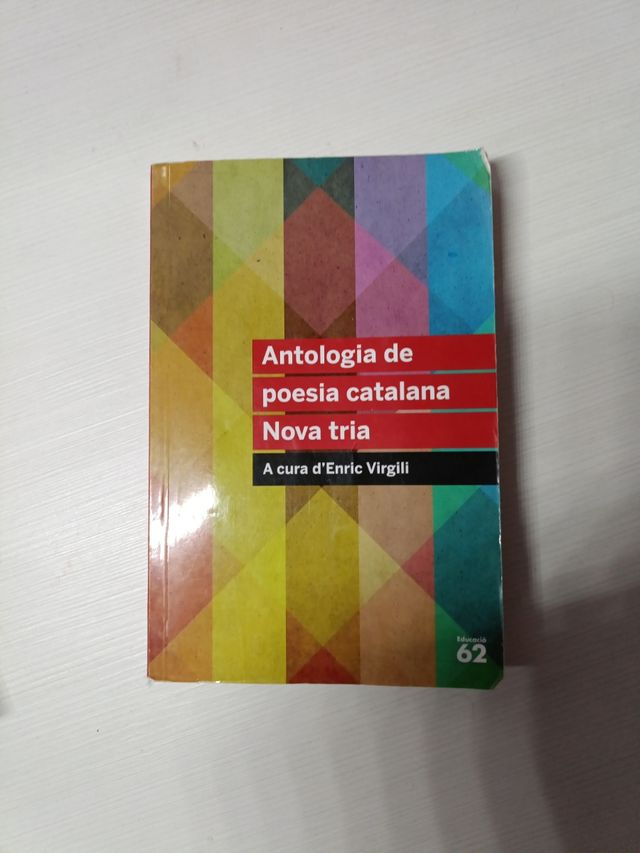 Antologia de
poesia catalana
Nova tria
A cura d'Enric Virgili
Educació
62